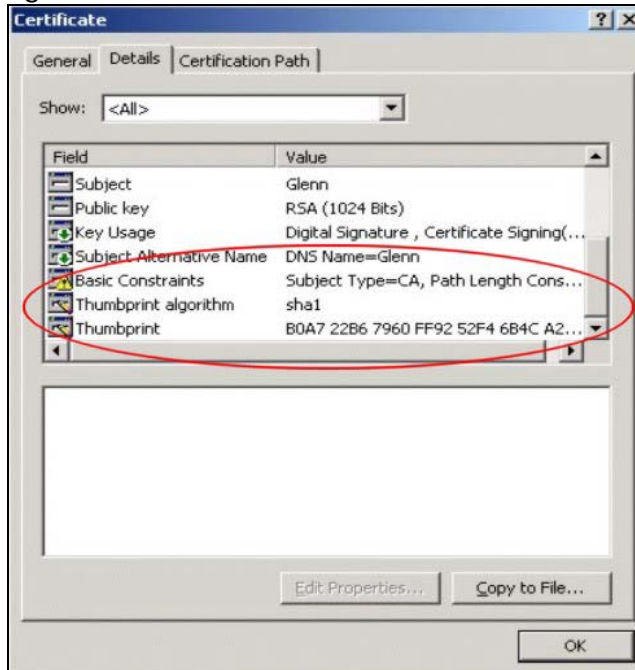 Certificate
General Details Certification Path
Show: <All>
Field Value
Subject Glenn
Public key RSA (1024 Bits)
Key Usage Digital Signature , Certificate Signing(...
Subject Alternative Name DNS Name=Glenn
Basic Constraints Subject Type=CA, Path Length Cons...
Thumbprint algorithm sha1
Thumbprint B0A7 22B6 7960 FF92 52F4 6B4C A2...
Edit Properties... Copy to File...
OK